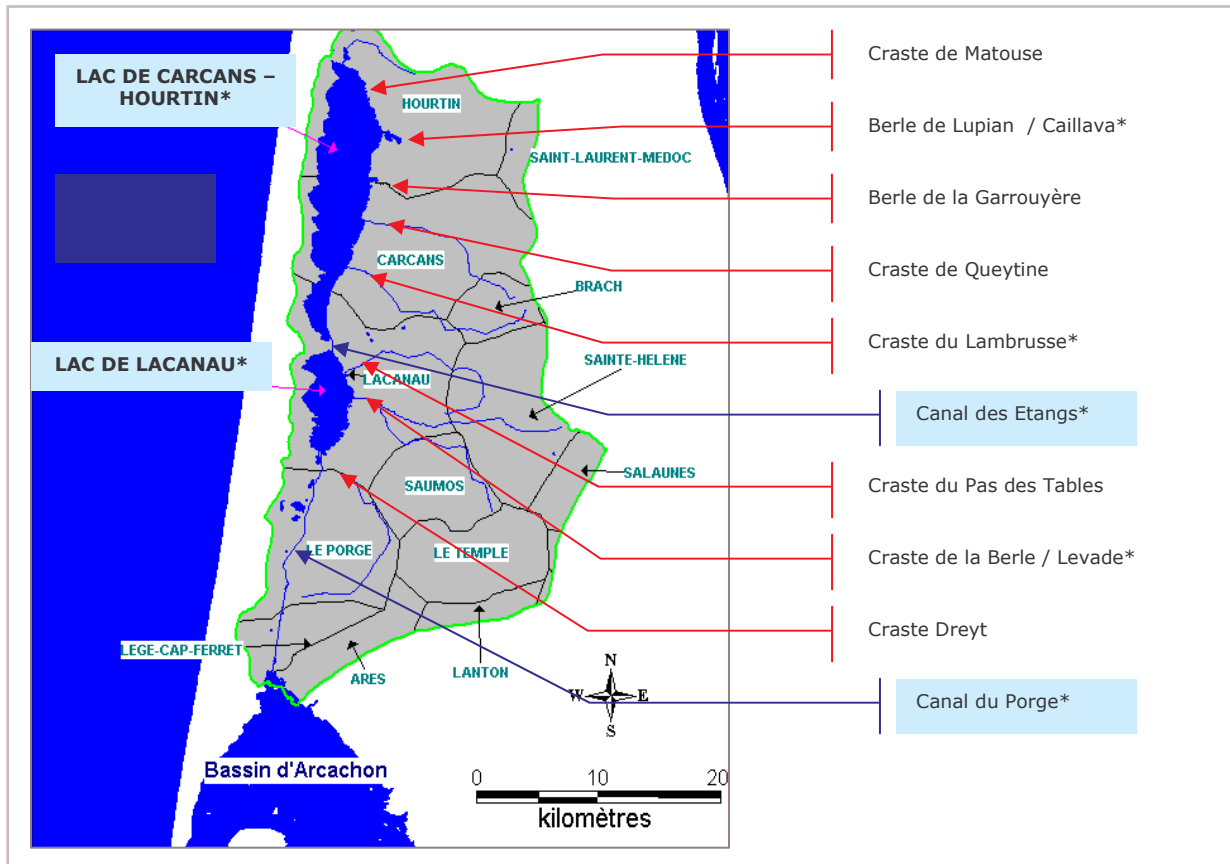 LAC DE CARCANS –
HOURTIN*
HOURTIN
SAINT-LAURENT-MEDOC
CARCANS
BRACH
LAC DE LACANAU*
LACANAU
SAINTE-HELENE
SALAUNES
SAUMOS
LE PORGE
LE TEMPLE
LEGE-CAP-FERRET
ARES
LANTON
N
W
E
S
Bassin d'Arcachon
0 10 20
kilomètres
Craste de Matouse
Berle de Lupian / Caillava*
Berle de la Garrouyère
Craste de Queytine
Craste du Lambrusse*
Canal des Etangs*
Craste du Pas des Tables
Craste de la Berle / Levade*
Craste Dreyt
Canal du Porge*